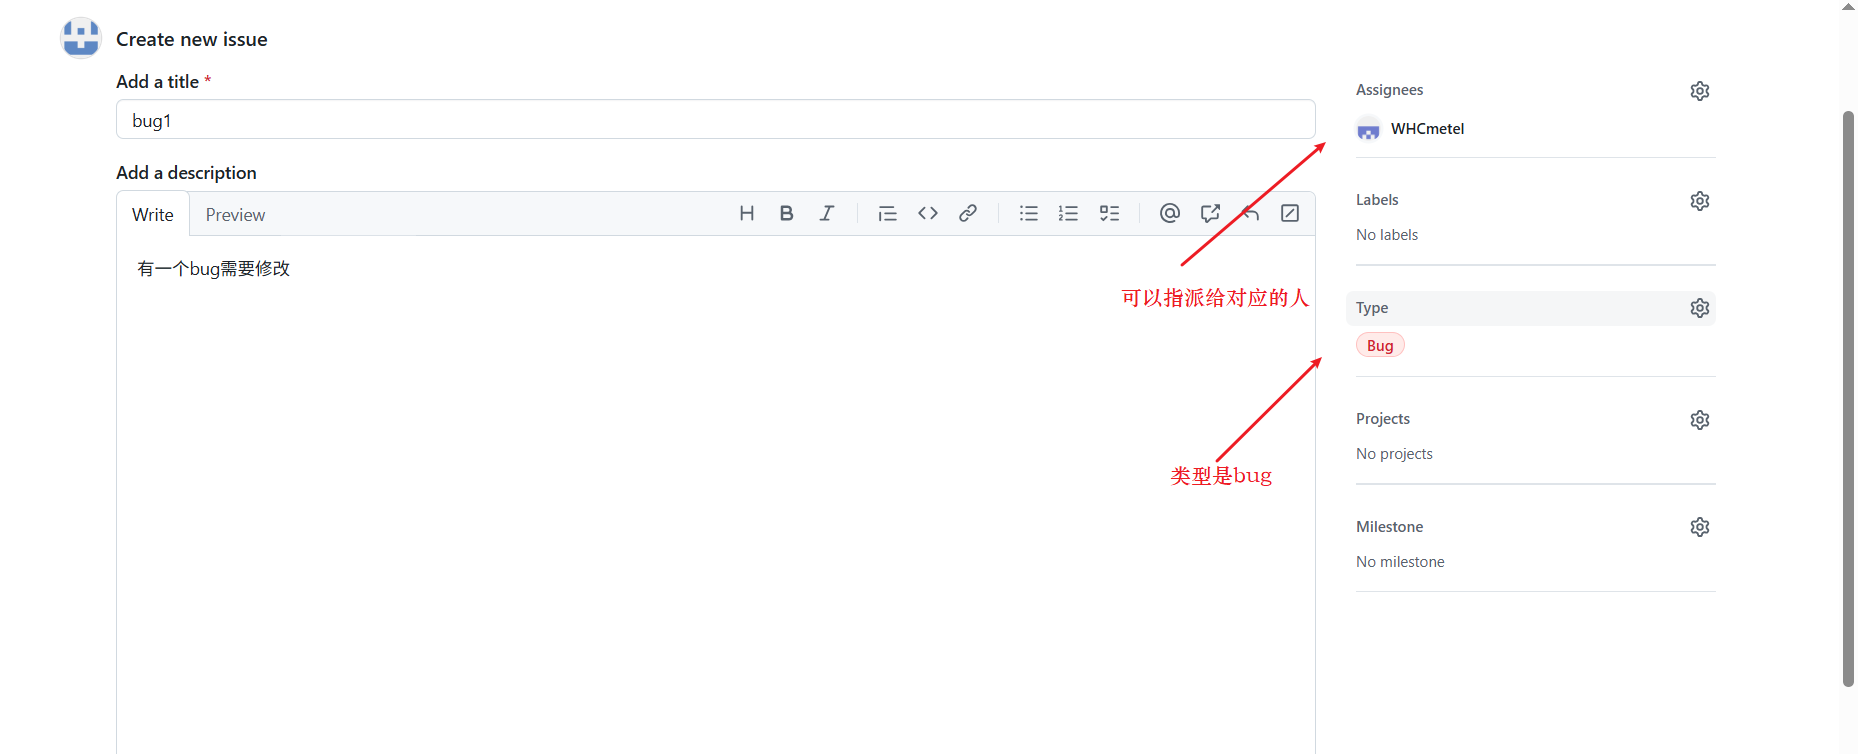 Create new issue
Add a title *
bug1
Add a description
Write Preview
有一个bug需要修改
Assignees
WHCmetel
可以指派给对应的人
Labels
No labels
Type
Bug
类型是bug
Projects
No projects
Milestone
No milestone